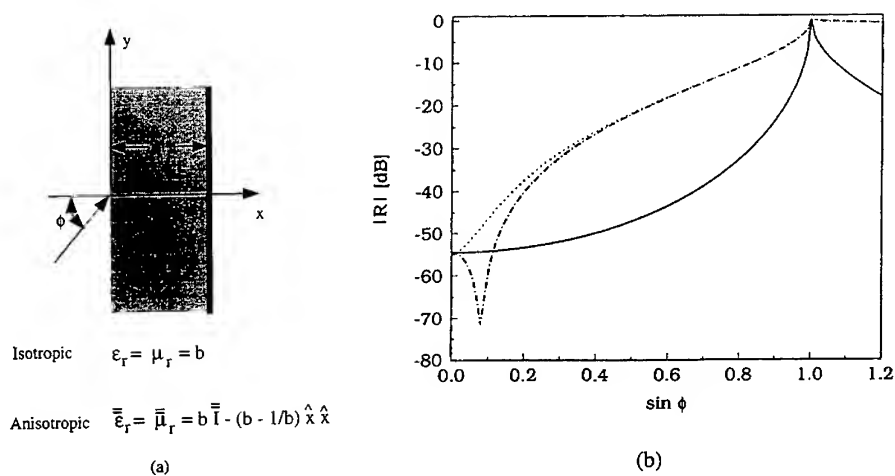 y
x
ϕ
Isotropic ε_r = μ_r = b
Anisotropic ε̿_r = μ̿_r = b I̿ - (b - 1/b) x̂ x̂
(a)
|R| [dB]
0
-10
-20
-30
-40
-50
-60
-70
-80
0.0 0.2 0.4 0.6 0.8 1.0 1.2
sin ϕ
(b)